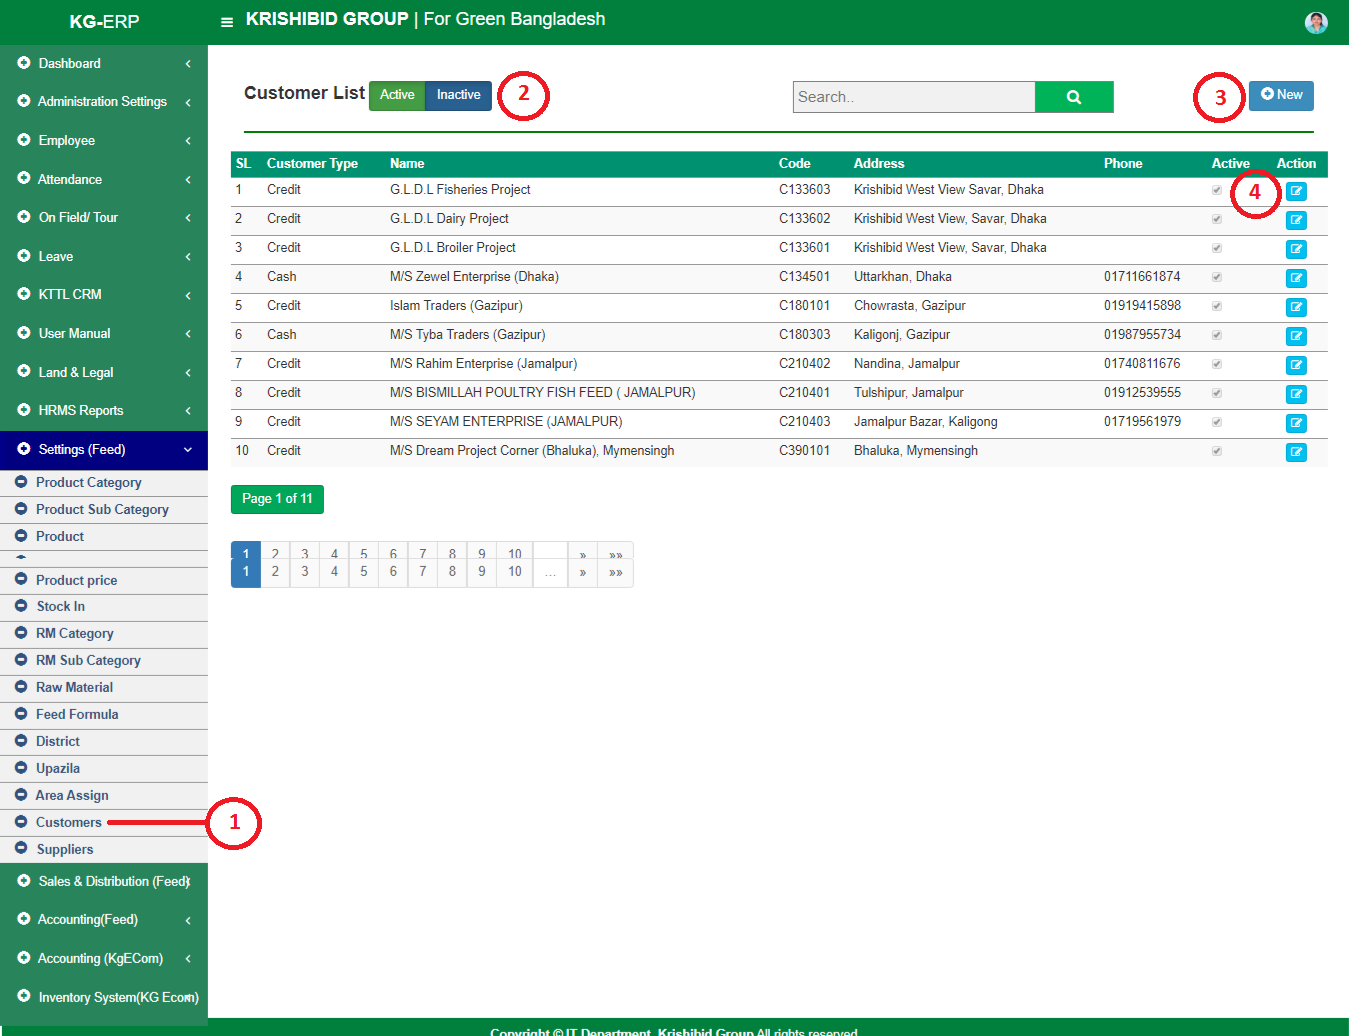 KG-ERP
KRISHIBID GROUP | For Green Bangladesh
Dashboard
Administration Settings
Employee
Attendance
On Field/ Tour
Leave
KTTL CRM
User Manual
Land & Legal
HRMS Reports
Settings (Feed)
Product Category
Product Sub Category
Product
Product price
Stock In
RM Category
RM Sub Category
Raw Material
Feed Formula
District
Upazila
Area Assign
Customers
Suppliers
Sales & Distribution (Feed)
Accounting(Feed)
Accounting (KgECom)
Inventory System(KG Ecom)
1
Customer List Active Inactive 2
Search..
3 New
SL Customer Type Name Code Address Phone Active Action
1 Credit G.L.D.L Fisheries Project C133603 Krishibid West View Savar, Dhaka 4
2 Credit G.L.D.L Dairy Project C133602 Krishibid West View, Savar, Dhaka
3 Credit G.L.D.L Broiler Project C133601 Krishibid West View, Savar, Dhaka
4 Cash M/S Zewel Enterprise (Dhaka) C134501 Uttarkhan, Dhaka 01711661874
5 Credit Islam Traders (Gazipur) C180101 Chowrasta, Gazipur 01919415898
6 Cash M/S Tyba Traders (Gazipur) C180303 Kaligonj, Gazipur 01987955734
7 Credit M/S Rahim Enterprise (Jamalpur) C210402 Nandina, Jamalpur 01740811676
8 Credit M/S BISMILLAH POULTRY FISH FEED ( JAMALPUR) C210401 Tulshipur, Jamalpur 01912539555
9 Credit M/S SEYAM ENTERPRISE (JAMALPUR) C210403 Jamalpur Bazar, Kaligong 01719561979
10 Credit M/S Dream Project Corner (Bhaluka), Mymensingh C390101 Bhaluka, Mymensingh
Page 1 of 11
1 2 3 4 5 6 7 8 9 10 » »»
1 2 3 4 5 6 7 8 9 10 ... » »»
Copyright © IT Department, Krishibid Group All rights reserved